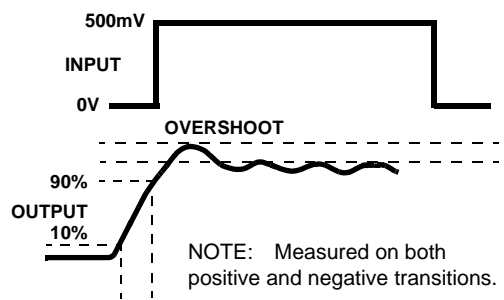 500mV
INPUT
0V
OVERSHOOT
90%
OUTPUT
10%
NOTE: Measured on both
positive and negative transitions.